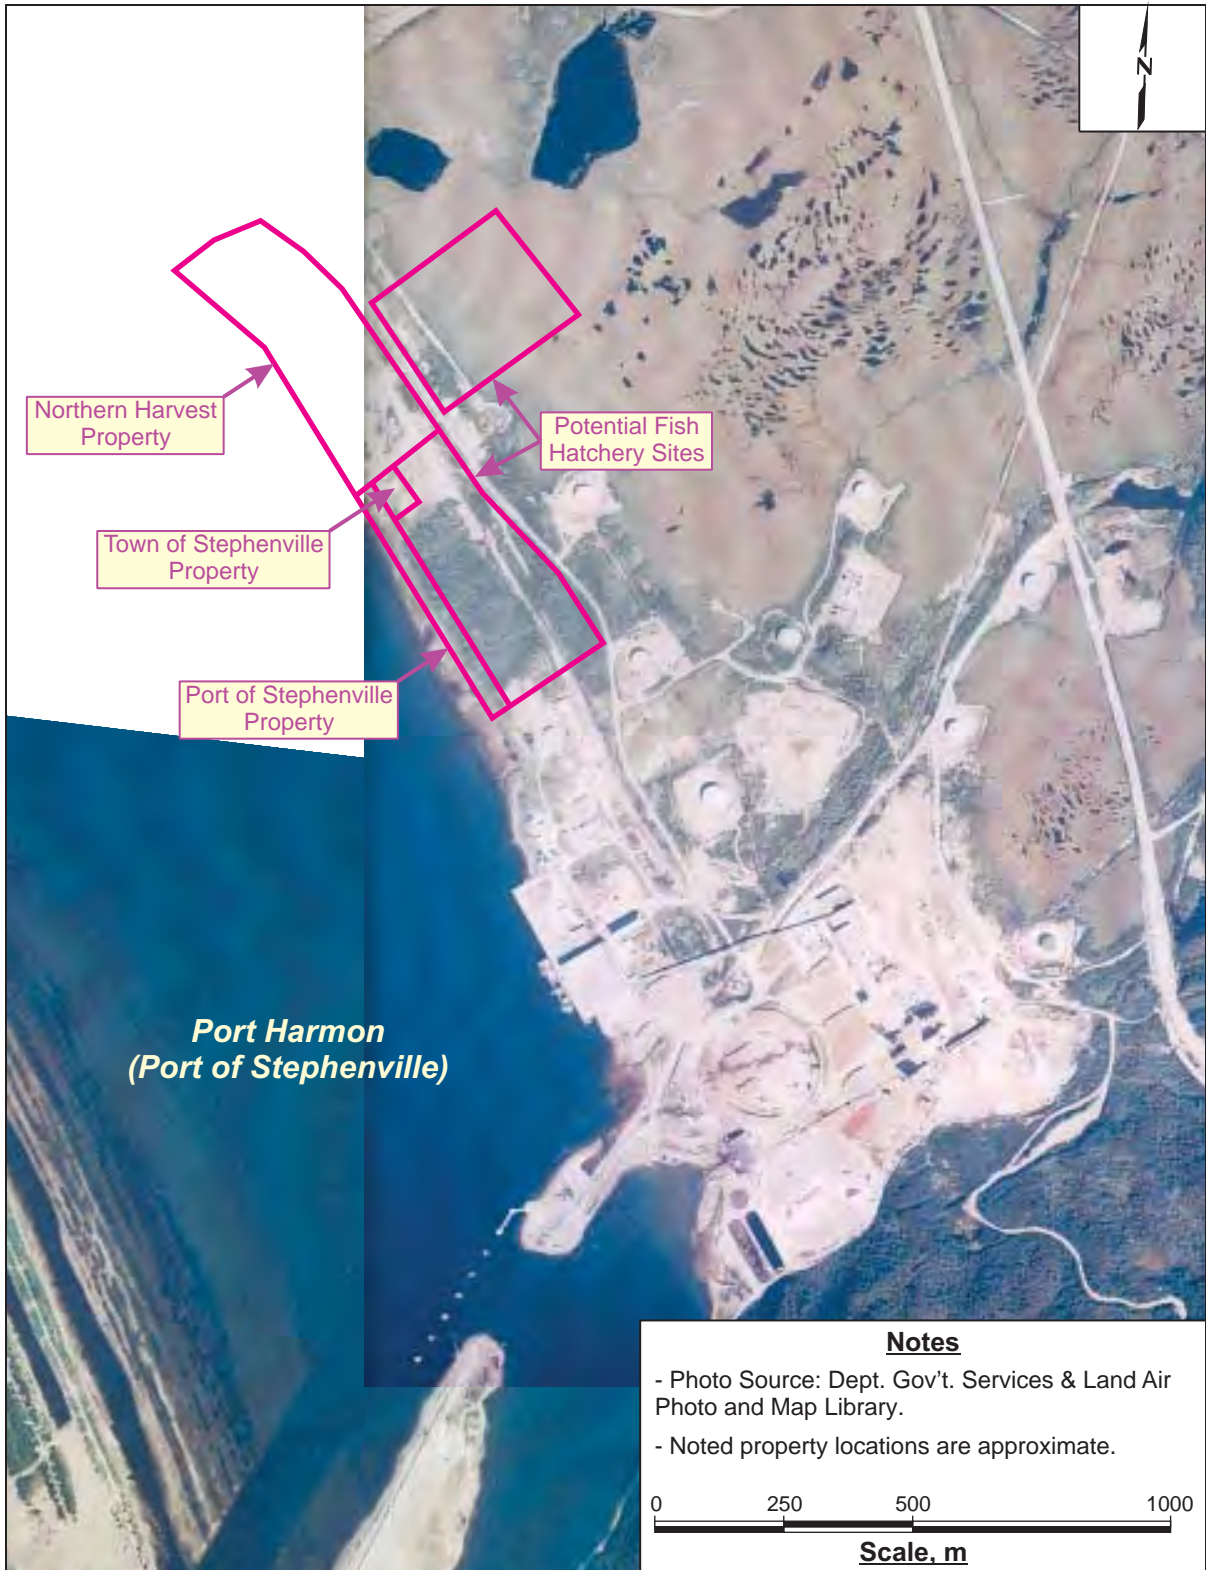 N
Northern Harvest
Property
Potential Fish
Hatchery Sites
Town of Stephenville
Property
Port of Stephenville
Property
Port Harmon
(Port of Stephenville)
Notes
- Photo Source: Dept. Gov't. Services & Land Air
Photo and Map Library.
- Noted property locations are approximate.
0 250 500 1000
Scale, m